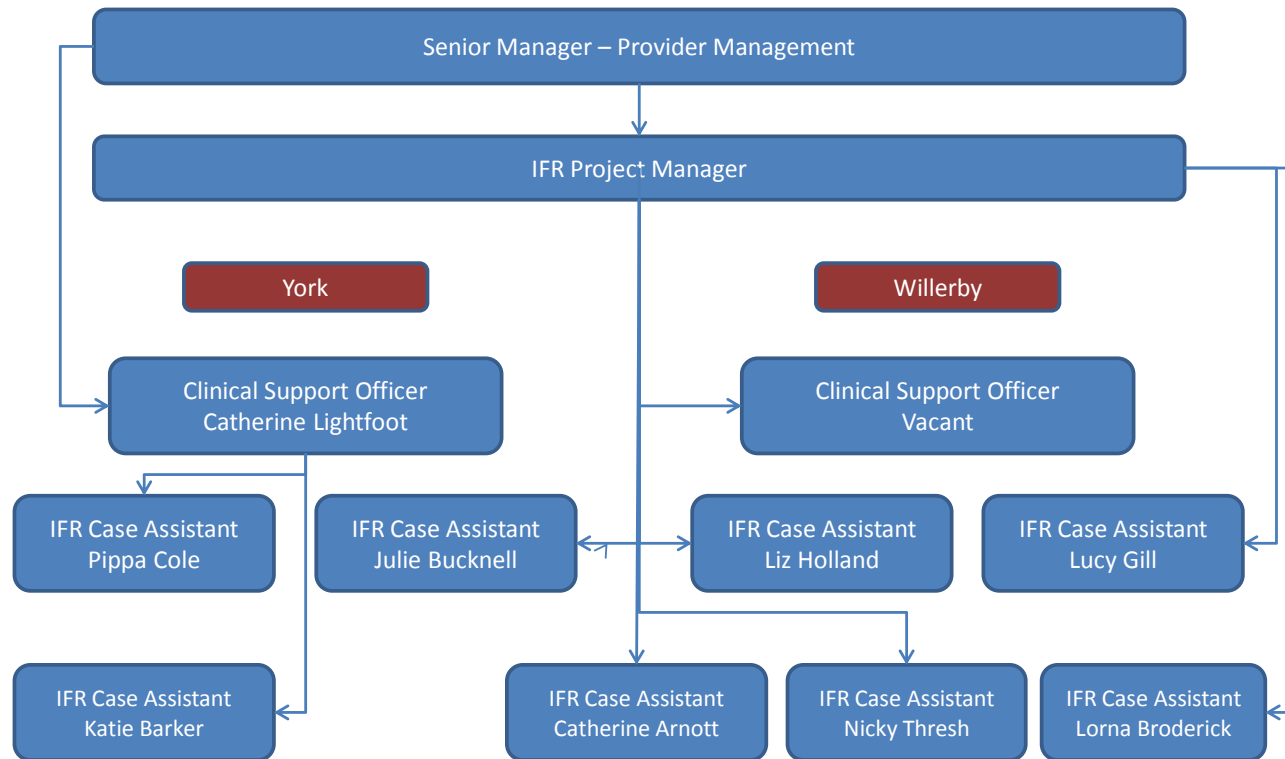 Senior Manager – Provider Management
IFR Project Manager
York
Willerby
Clinical Support Officer
Catherine Lightfoot
Clinical Support Officer
Vacant
IFR Case Assistant
Pippa Cole
IFR Case Assistant
Julie Bucknell
IFR Case Assistant
Liz Holland
IFR Case Assistant
Lucy Gill
IFR Case Assistant
Katie Barker
IFR Case Assistant
Catherine Arnott
IFR Case Assistant
Nicky Thresh
IFR Case Assistant
Lorna Broderick